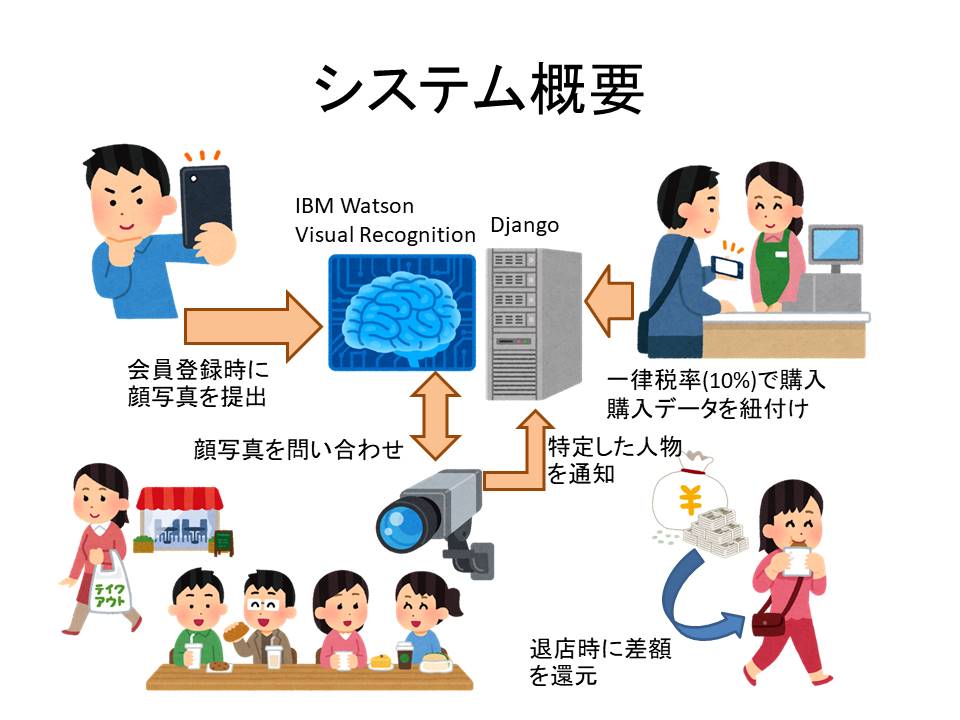 システム概要
IBM Watson
Visual Recognition
Django
会員登録時に
顔写真を提出
一律税率(10%)で購入
購入データを紐付け
顔写真を問い合わせ
特定した人物
を通知
¥
テイク
アウト
退店時に差額
を還元